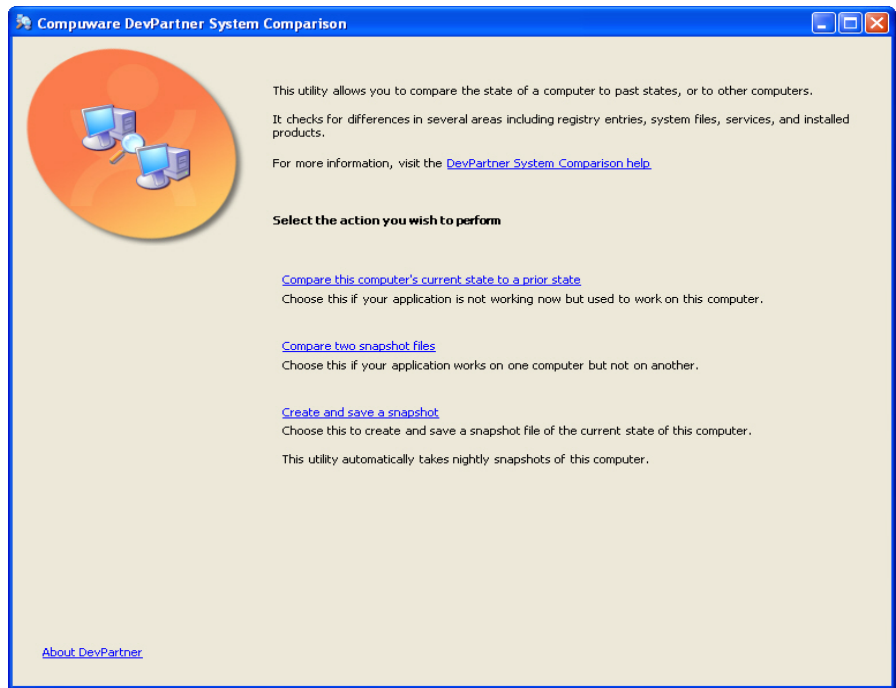 Compuware DevPartner System Comparison
This utility allows you to compare the state of a computer to past states, or to other computers.
It checks for differences in several areas including registry entries, system files, services, and installed
products.
For more information, visit the DevPartner System Comparison help
Select the action you wish to perform
Compare this computer's current state to a prior state
Choose this if your application is not working now but used to work on this computer.
Compare two snapshot files
Choose this if your application works on one computer but not on another.
Create and save a snapshot
Choose this to create and save a snapshot file of the current state of this computer.
This utility automatically takes nightly snapshots of this computer.
About DevPartner